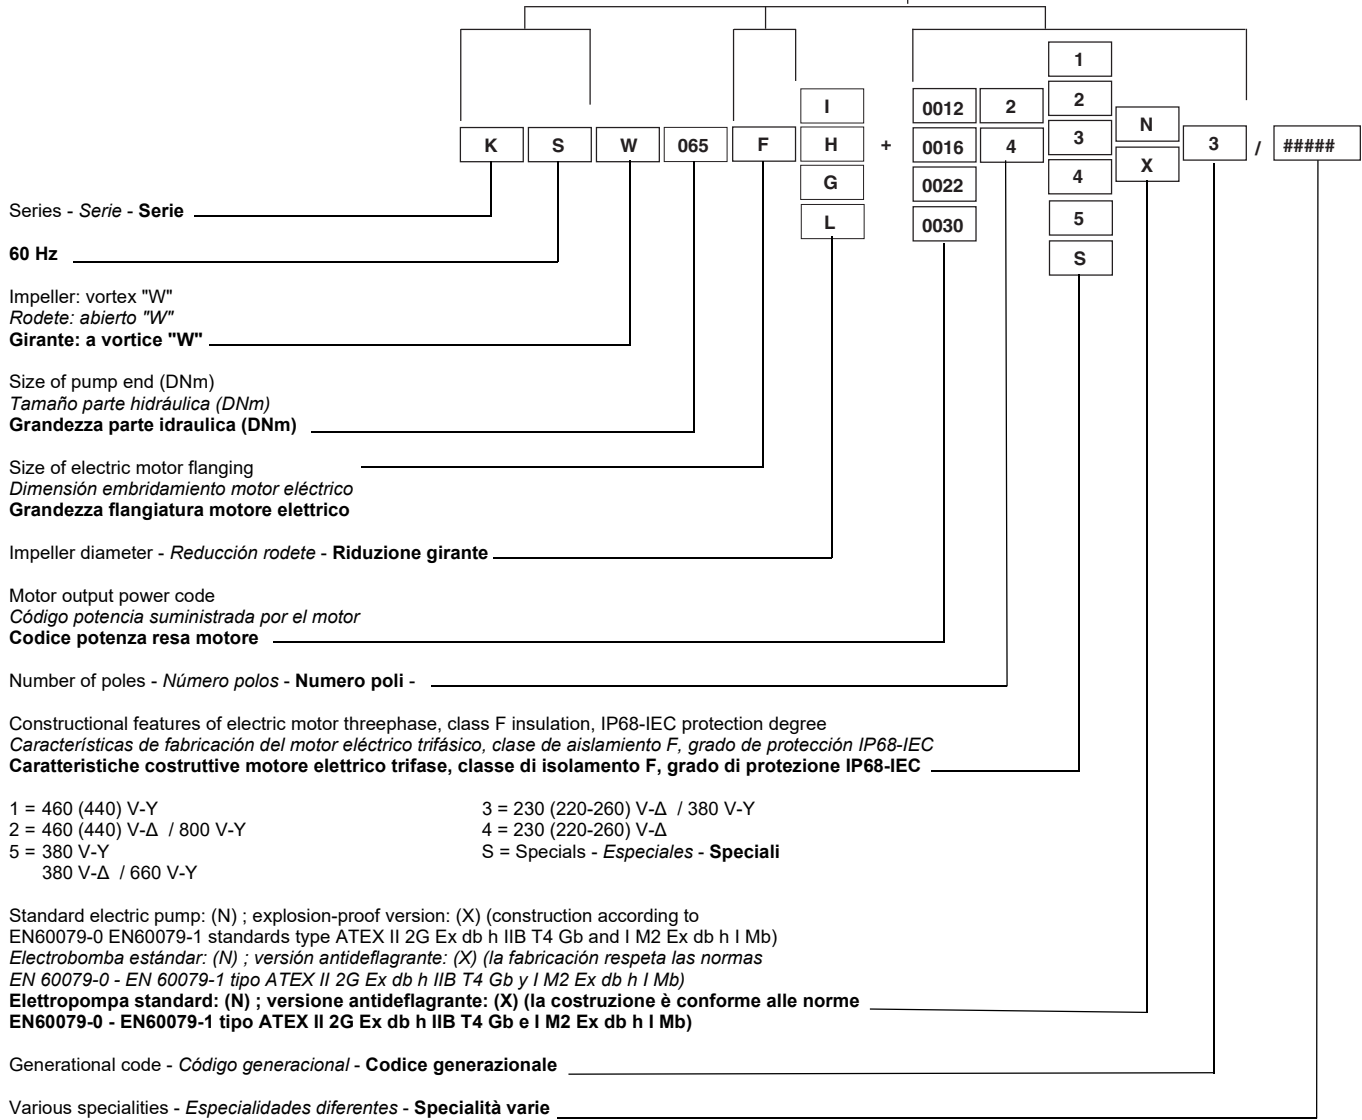 1
I 0012 2 2
N
K S W 065 F H + 0016 4 3 3 / #####
X
G 0022 4
Series - Serie - Serie
L 0030 5
60 Hz
S
Impeller: vortex "W"
Rodete: abierto "W"
Girante: a vortice "W"
Size of pump end (DNm)
Tamaño parte hidráulica (DNm)
Grandezza parte idraulica (DNm)
Size of electric motor flanging
Dimensión embridamiento motor eléctrico
Grandezza flangiatura motore elettrico
Impeller diameter - Reducción rodete - Riduzione girante
Motor output power code
Código potencia suministrada por el motor
Codice potenza resa motore
Number of poles - Número polos - Numero poli -
Constructional features of electric motor threephase, class F insulation, IP68-IEC protection degree
Características de fabricación del motor eléctrico trifásico, clase de aislamiento F, grado de protección IP68-IEC
Caratteristiche costruttive motore elettrico trifase, classe di isolamento F, grado di protezione IP68-IEC
1 = 460 (440) V-Y 3 = 230 (220-260) V-Δ / 380 V-Y
2 = 460 (440) V-Δ / 800 V-Y 4 = 230 (220-260) V-Δ
5 = 380 V-Y S = Specials - Especiales - Speciali
380 V-Δ / 660 V-Y
Standard electric pump: (N) ; explosion-proof version: (X) (construction according to
EN60079-0 EN60079-1 standards type ATEX II 2G Ex db h IIB T4 Gb and I M2 Ex db h I Mb)
Electrobomba estándar: (N) ; versión antideflagrante: (X) (la fabricación respeta las normas
EN 60079-0 - EN 60079-1 tipo ATEX II 2G Ex db h IIB T4 Gb y I M2 Ex db h I Mb)
Elettropompa standard: (N) ; versione antideflagrante: (X) (la costruzione è conforme alle norme
EN60079-0 - EN60079-1 tipo ATEX II 2G Ex db h IIB T4 Gb e I M2 Ex db h I Mb)
Generational code - Código generacional - Codice generazionale
Various specialities - Especialidades diferentes - Specialità varie